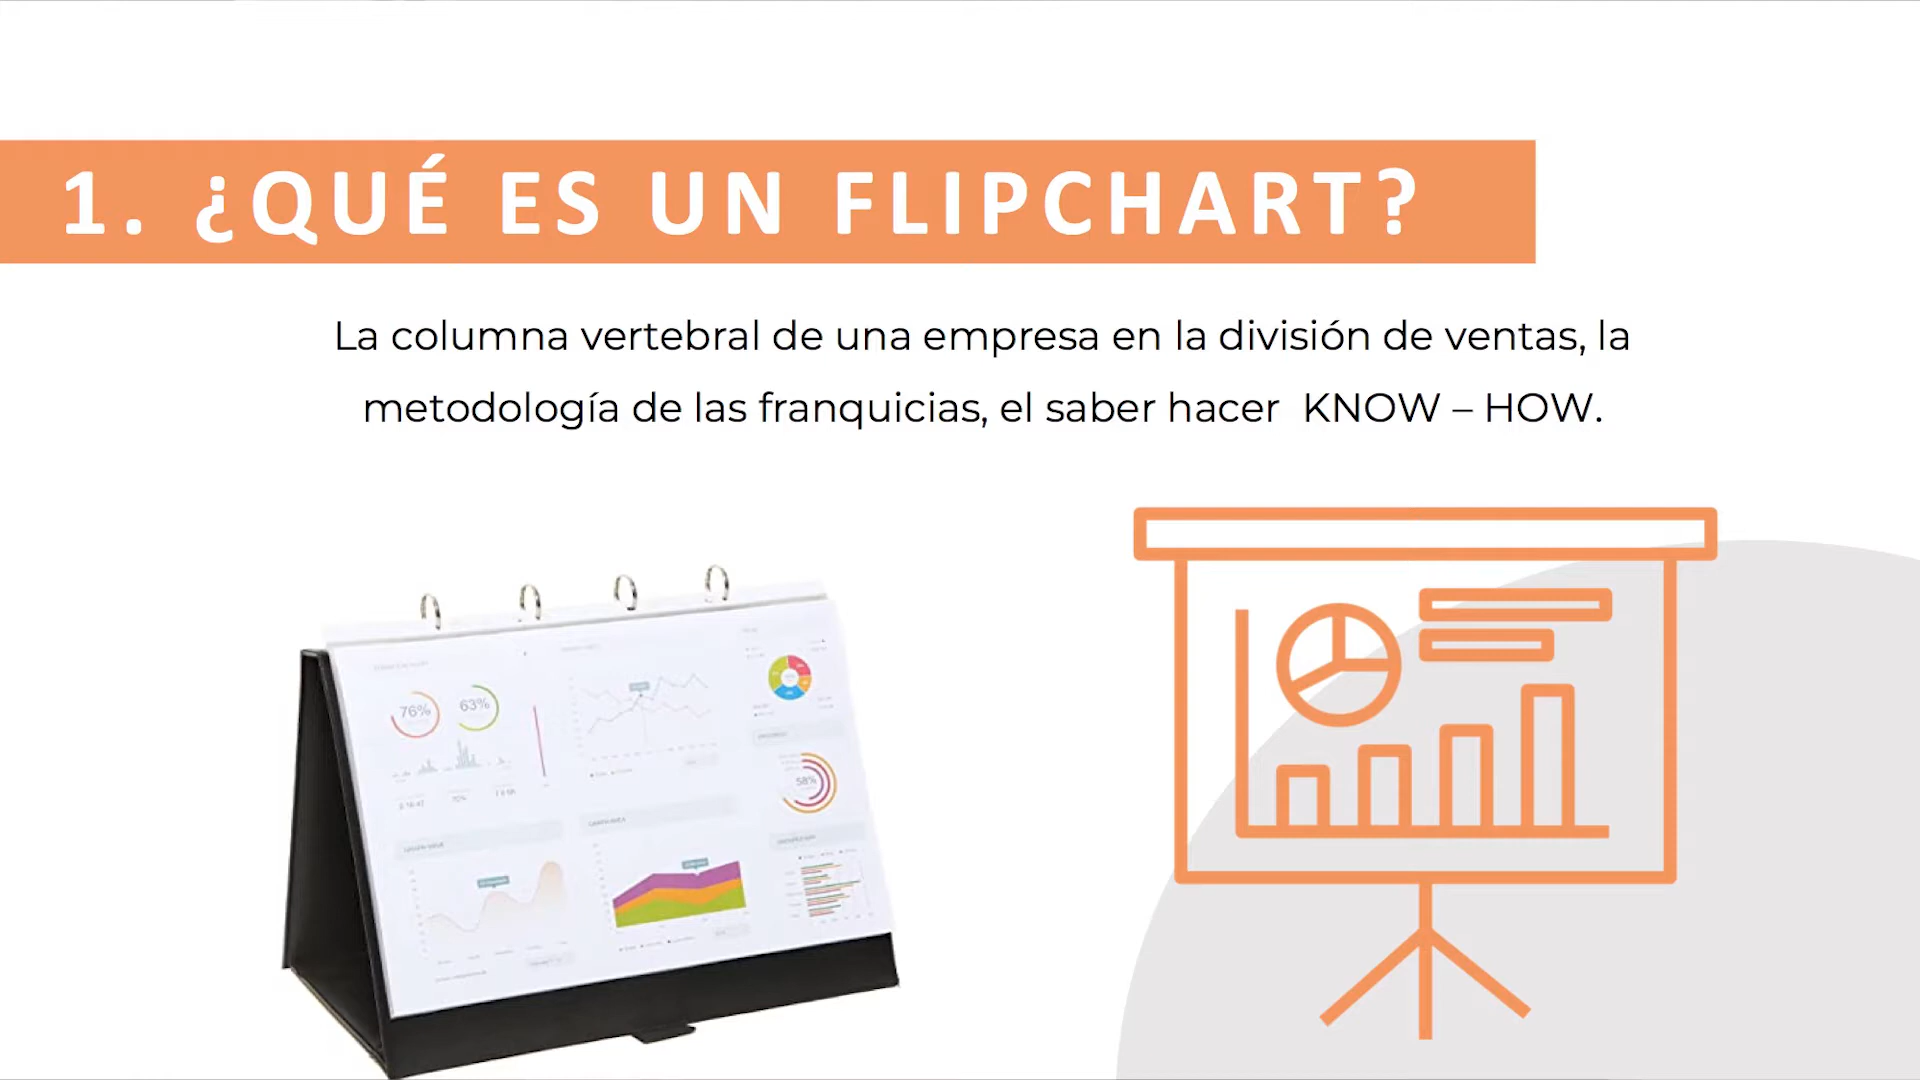 1. ¿QUÉ ES UN FLIPCHART?
La columna vertebral de una empresa en la división de ventas, la
metodología de las franquicias, el saber hacer  KNOW – HOW.
76%
63%
58%